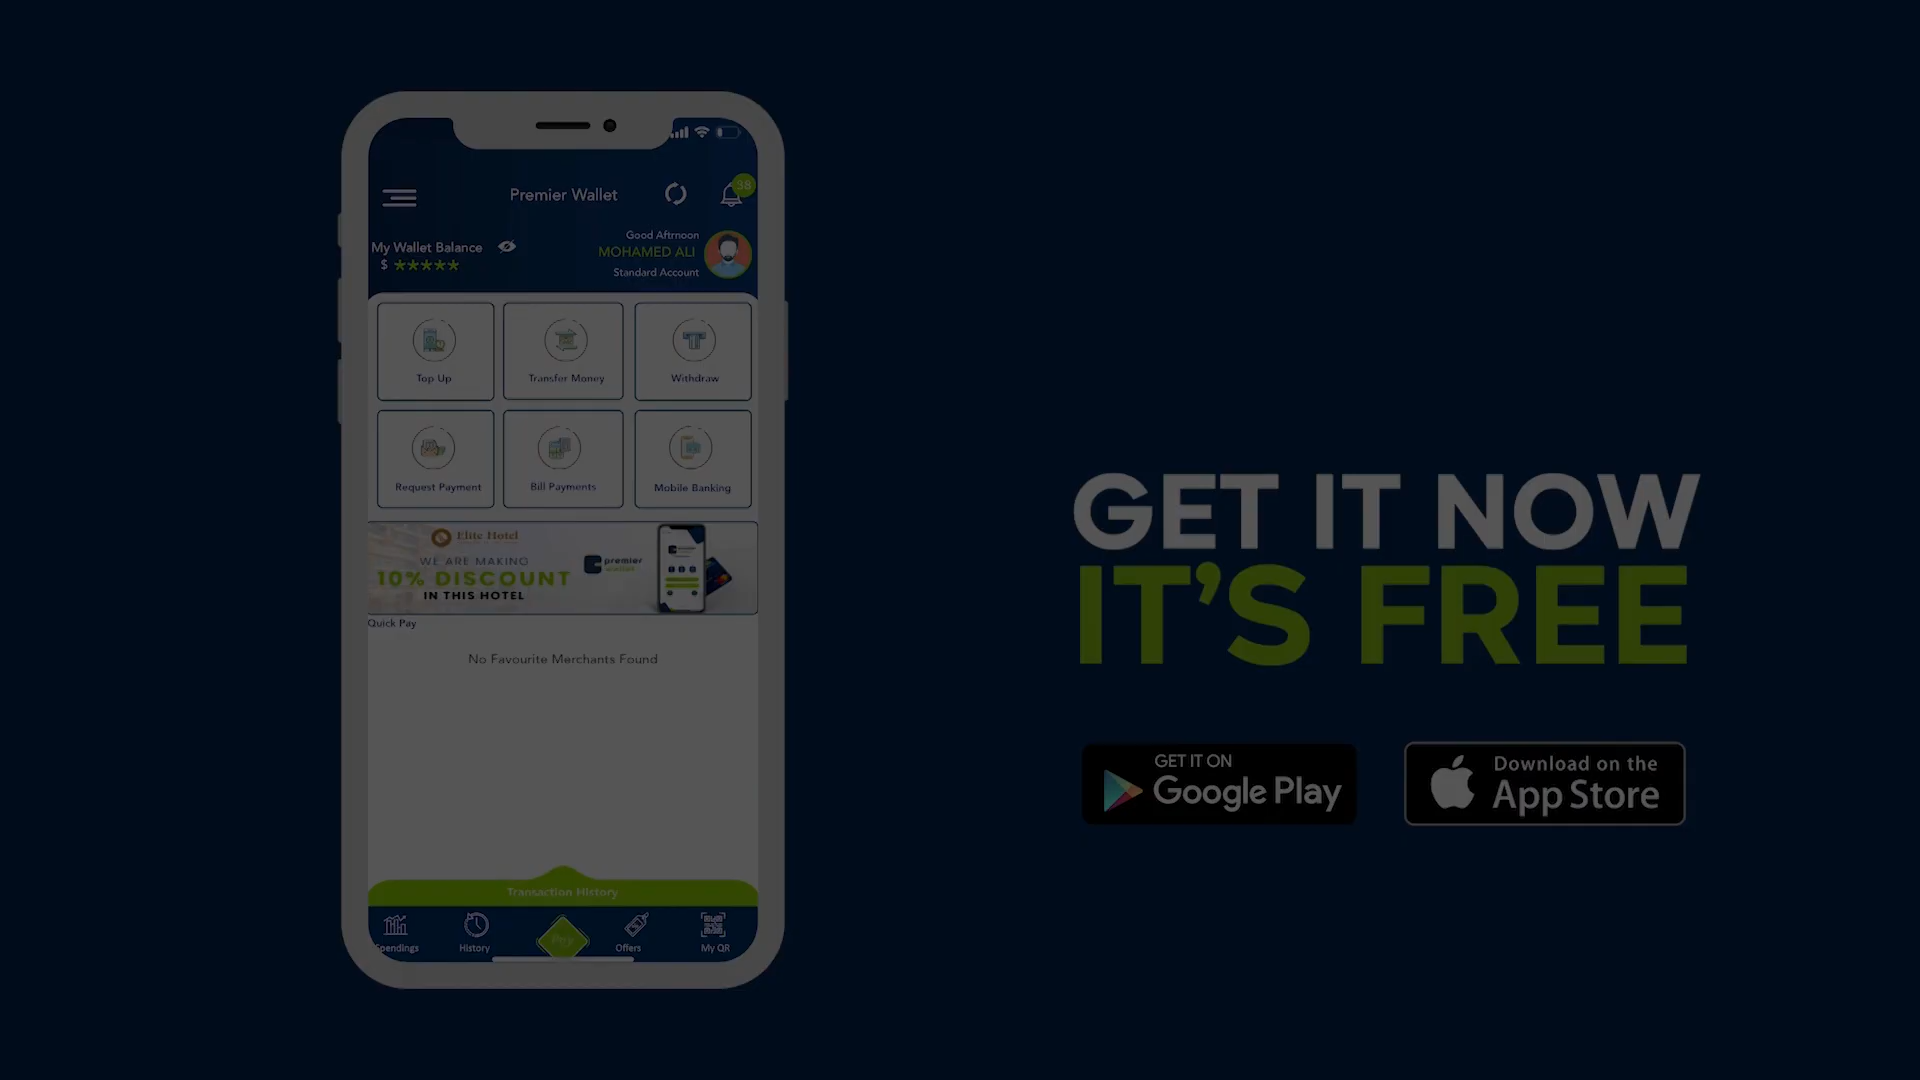 Premier Wallet
38
My Wallet Balance
$ *****
Good Aftrnoon
MOHAMED ALI
Standard Account
Top Up
Transfer Money
Withdraw
Request Payment
Bill Payments
Mobile Banking
Elite Hotel
WE ARE MAKING
10% DISCOUNT
IN THIS HOTEL
premier
Quick Pay
No Favourite Merchants Found
Transaction History
Spendings
History
Pay
Offers
My QR
GET IT NOW
IT'S FREE
GET IT ON
Google Play
Download on the
App Store